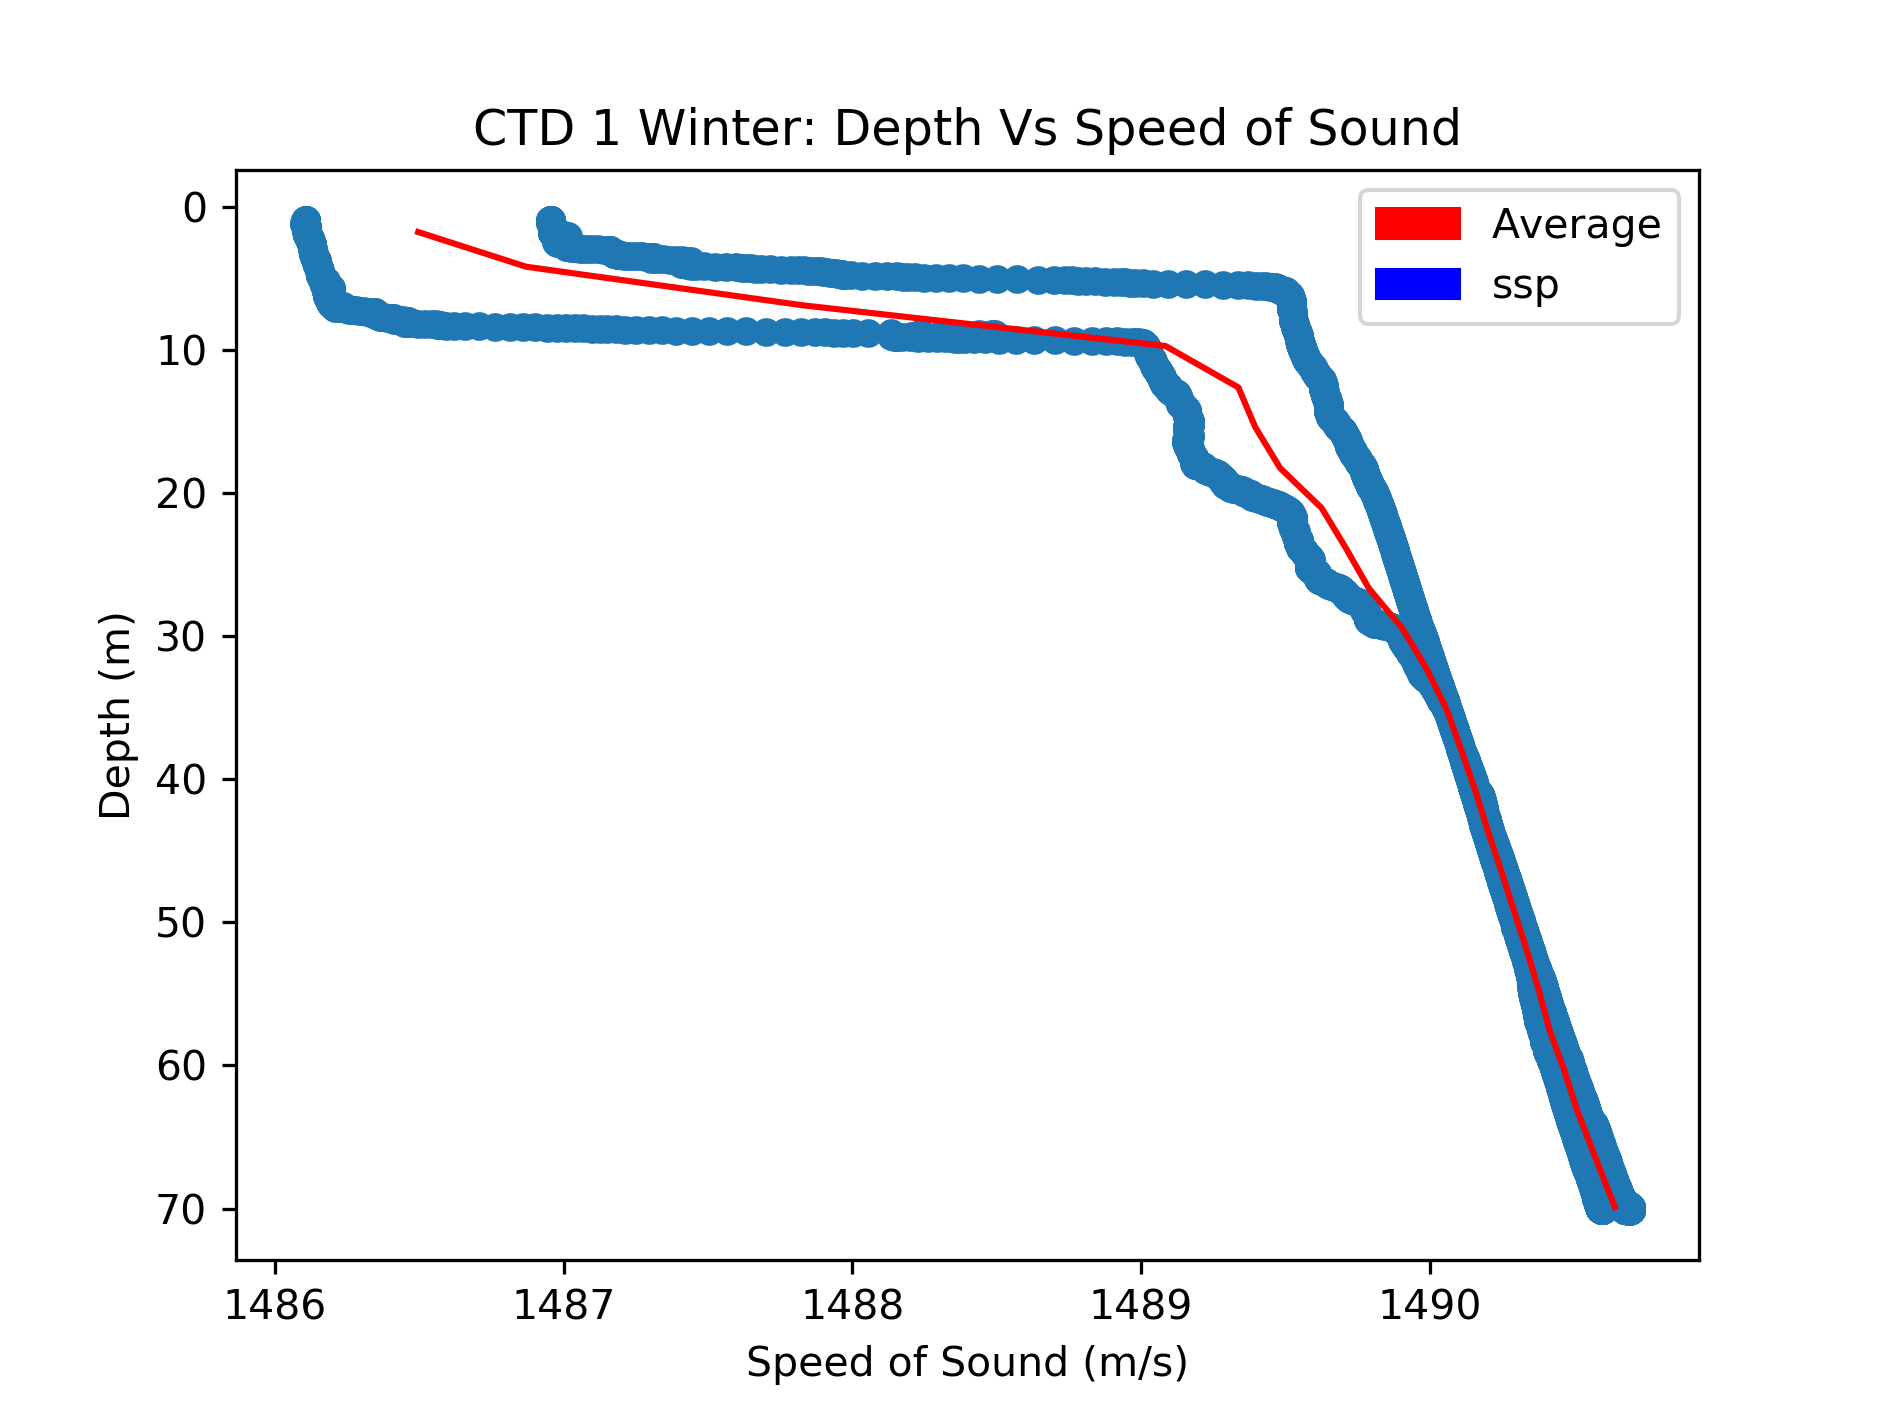 CTD 1 Winter: Depth Vs Speed of Sound
Average
ssp
0
10
20
30
40
50
60
70
Depth (m)
1486 1487 1488 1489 1490
Speed of Sound (m/s)